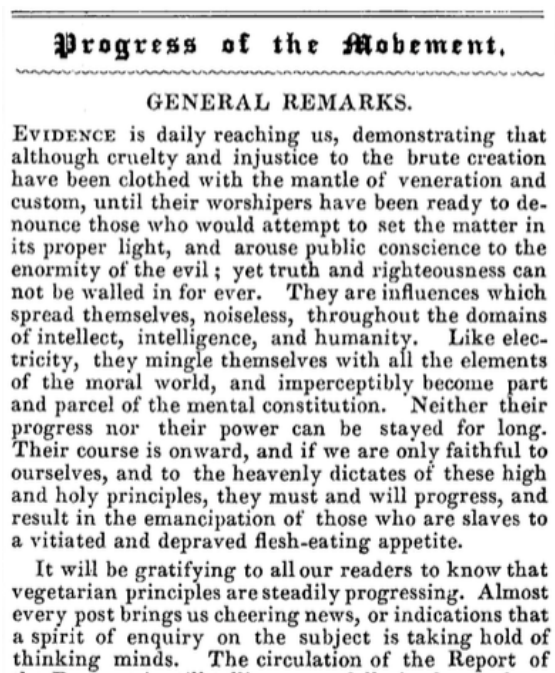 Progress of the Movement.
GENERAL REMARKS.
EVIDENCE is daily reaching us, demonstrating that
although cruelty and injustice to the brute creation
have been clothed with the mantle of veneration and
custom, until their worshipers have been ready to de-
nounce those who would attempt to set the matter in
its proper light, and arouse public conscience to the
enormity of the evil; yet truth and righteousness can
not be walled in for ever. They are influences which
spread themselves, noiseless, throughout the domains
of intellect, intelligence, and humanity. Like elec-
tricity, they mingle themselves with all the elements
of the moral world, and imperceptibly become part
and parcel of the mental constitution. Neither their
progress nor their power can be stayed for long.
Their course is onward, and if we are only faithful to
ourselves, and to the heavenly dictates of these high
and holy principles, they must and will progress, and
result in the emancipation of those who are slaves to
a vitiated and depraved flesh-eating appetite.
It will be gratifying to all our readers to know that
vegetarian principles are steadily progressing. Almost
every post brings us cheering news, or indications that
a spirit of enquiry on the subject is taking hold of
thinking minds. The circulation of the Report of